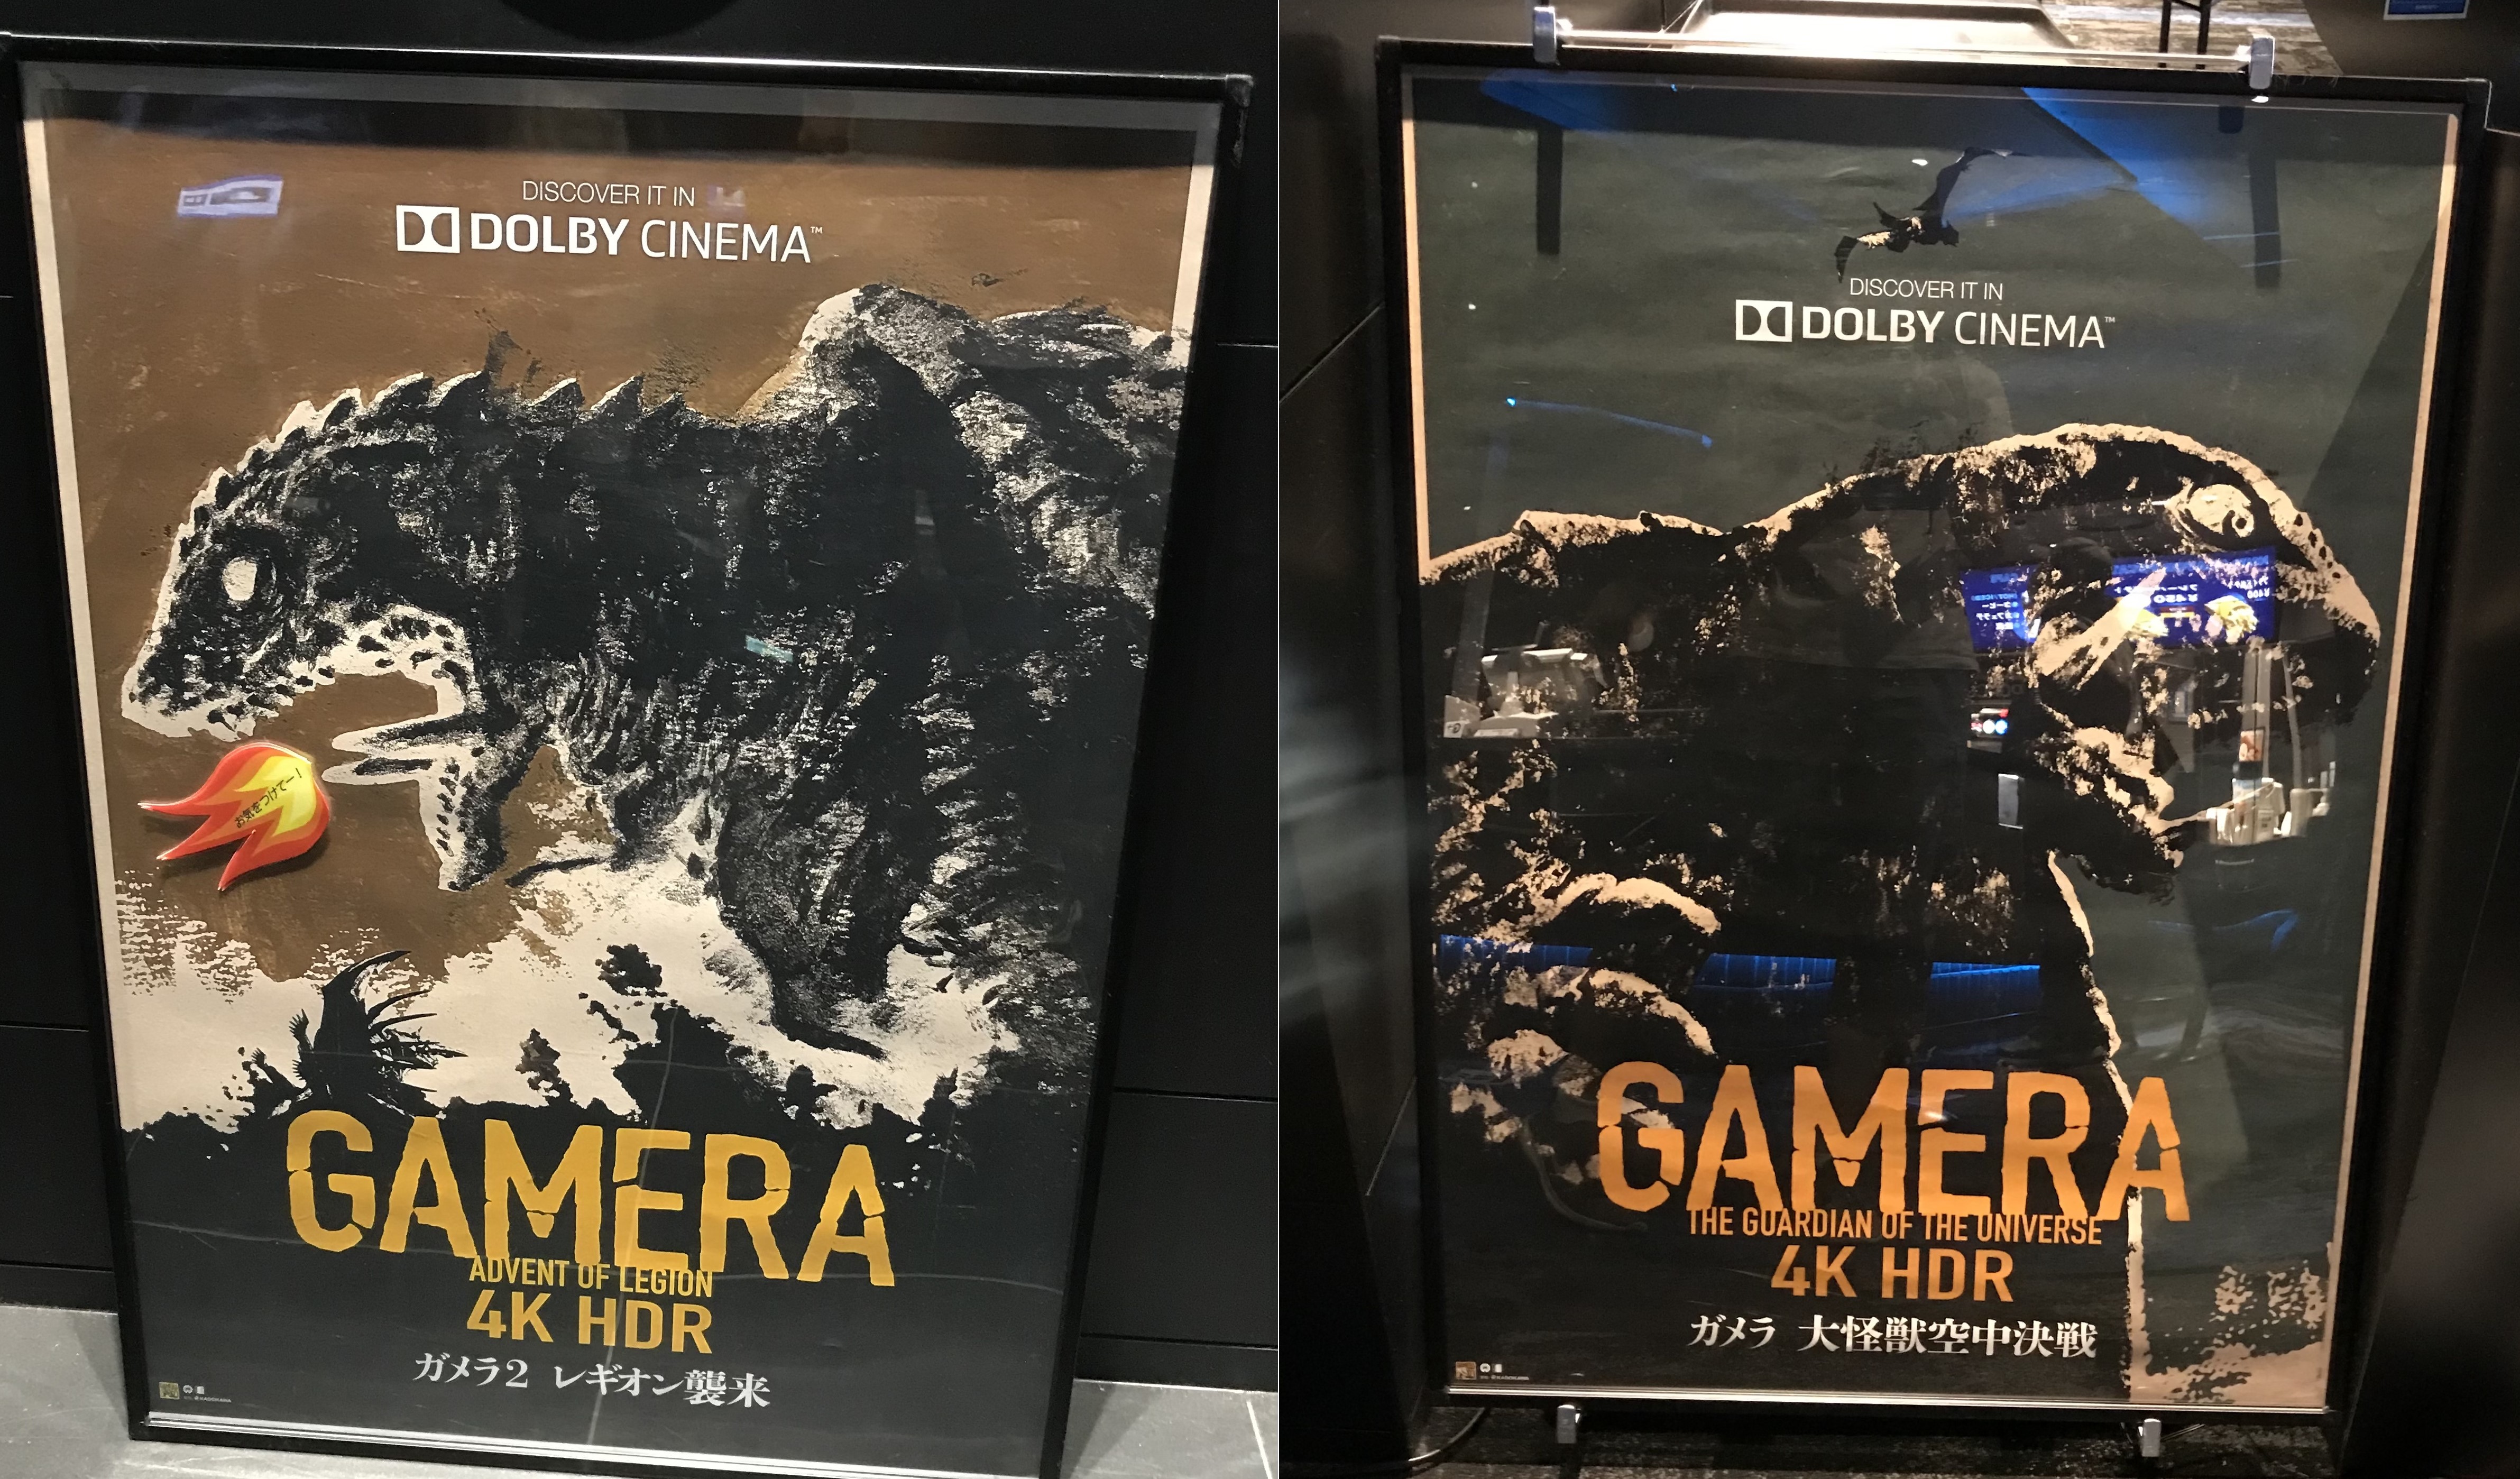 DISCOVER IT IN
DOLBY CINEMA™
お気をつけてー!
GAMERA
ADVENT OF LEGION
4K HDR
ガメラ2 レギオン襲来
DISCOVER IT IN
DOLBY CINEMA™
GAMERA
THE GUARDIAN OF THE UNIVERSE
4K HDR
ガメラ 大怪獣空中決戦